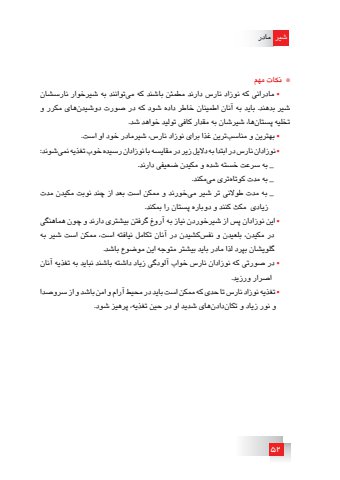 شیر مادر
* نکات مهم
• مادرانی که نوزاد نارس دارند مطمئن باشند که می‌توانند به شیرخوار نارسشان
شیر بدهند. باید به آنان اطمینان خاطر داده شود که در صورت دوشیدن‌های مکرر و
تخلیه پستان‌ها، شیرشان به مقدار کافی تولید خواهد شد.
• بهترین و مناسب‌ترین غذا برای نوزاد نارس، شیرمادر خود او است.
• نوزادان نارس در ابتدا به دلایل زیر در مقایسه با نوزادان رسیده خوب تغذیه نمی‌شوند:
_ به سرعت خسته شده و مکیدن ضعیفی دارند.
_ به مدت کوتاه‌تری می‌مکند.
_ به مدت طولانی تر شیر می‌خورند و ممکن است بعد از چند نوبت مکیدن مدت
زیادی مکث کنند و دوباره پستان را بمکند.
• این نوزادان پس از شیرخوردن نیاز به آروغ گرفتن بیشتری دارند و چون هماهنگی
در مکیدن، بلعیدن و نفس‌کشیدن در آنان تکامل نیافته است، ممکن است شیر به
گلویشان بپرد لذا مادر باید بیشتر متوجه این موضوع باشد.
• در صورتی که نوزادان نارس خواب آلودگی زیاد داشته باشند نباید به تغذیه آنان
اصرار ورزید.
• تغذیه نوزاد نارس تا حدی که ممکن است باید در محیط آرام و امن باشد و از سروصدا
و نور زیاد و تکان‌دادن‌های شدید او در حین تغذیه، پرهیز شود.
۵۲